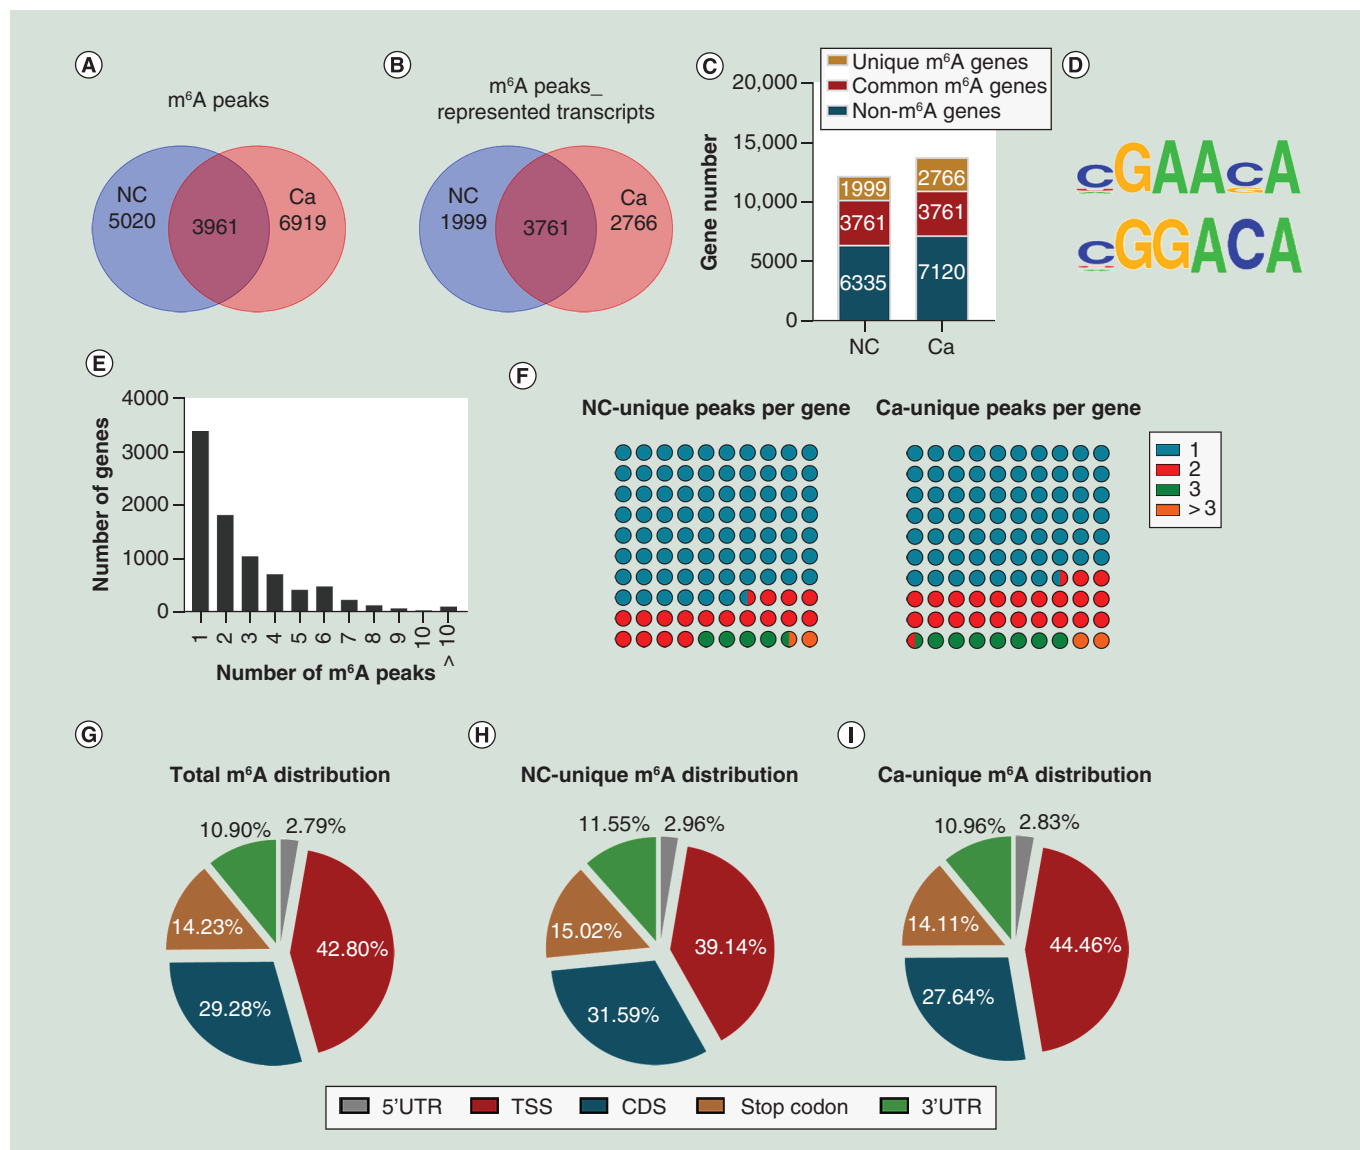 A
m⁶A peaks
NC
5020
3961
Ca
6919
B
m⁶A peaks_
represented transcripts
NC
1999
3761
Ca
2766
C
Unique m⁶A genes
Common m⁶A genes
Non-m⁶A genes
Gene number
20,000
15,000
10,000
5000
0
1999
3761
6335
2766
3761
7120
NC
Ca
D
CGAACA
CGGACA
E
Number of genes
4000
3000
2000
1000
0
1
2
3
4
5
6
7
8
9
10
> 10
Number of m⁶A peaks
F
NC-unique peaks per gene
Ca-unique peaks per gene
1
2
3
> 3
G
Total m⁶A distribution
10.90%
2.79%
14.23%
42.80%
29.28%
H
NC-unique m⁶A distribution
11.55%
2.96%
15.02%
39.14%
31.59%
I
Ca-unique m⁶A distribution
10.96%
2.83%
14.11%
44.46%
27.64%
5'UTR
TSS
CDS
Stop codon
3'UTR